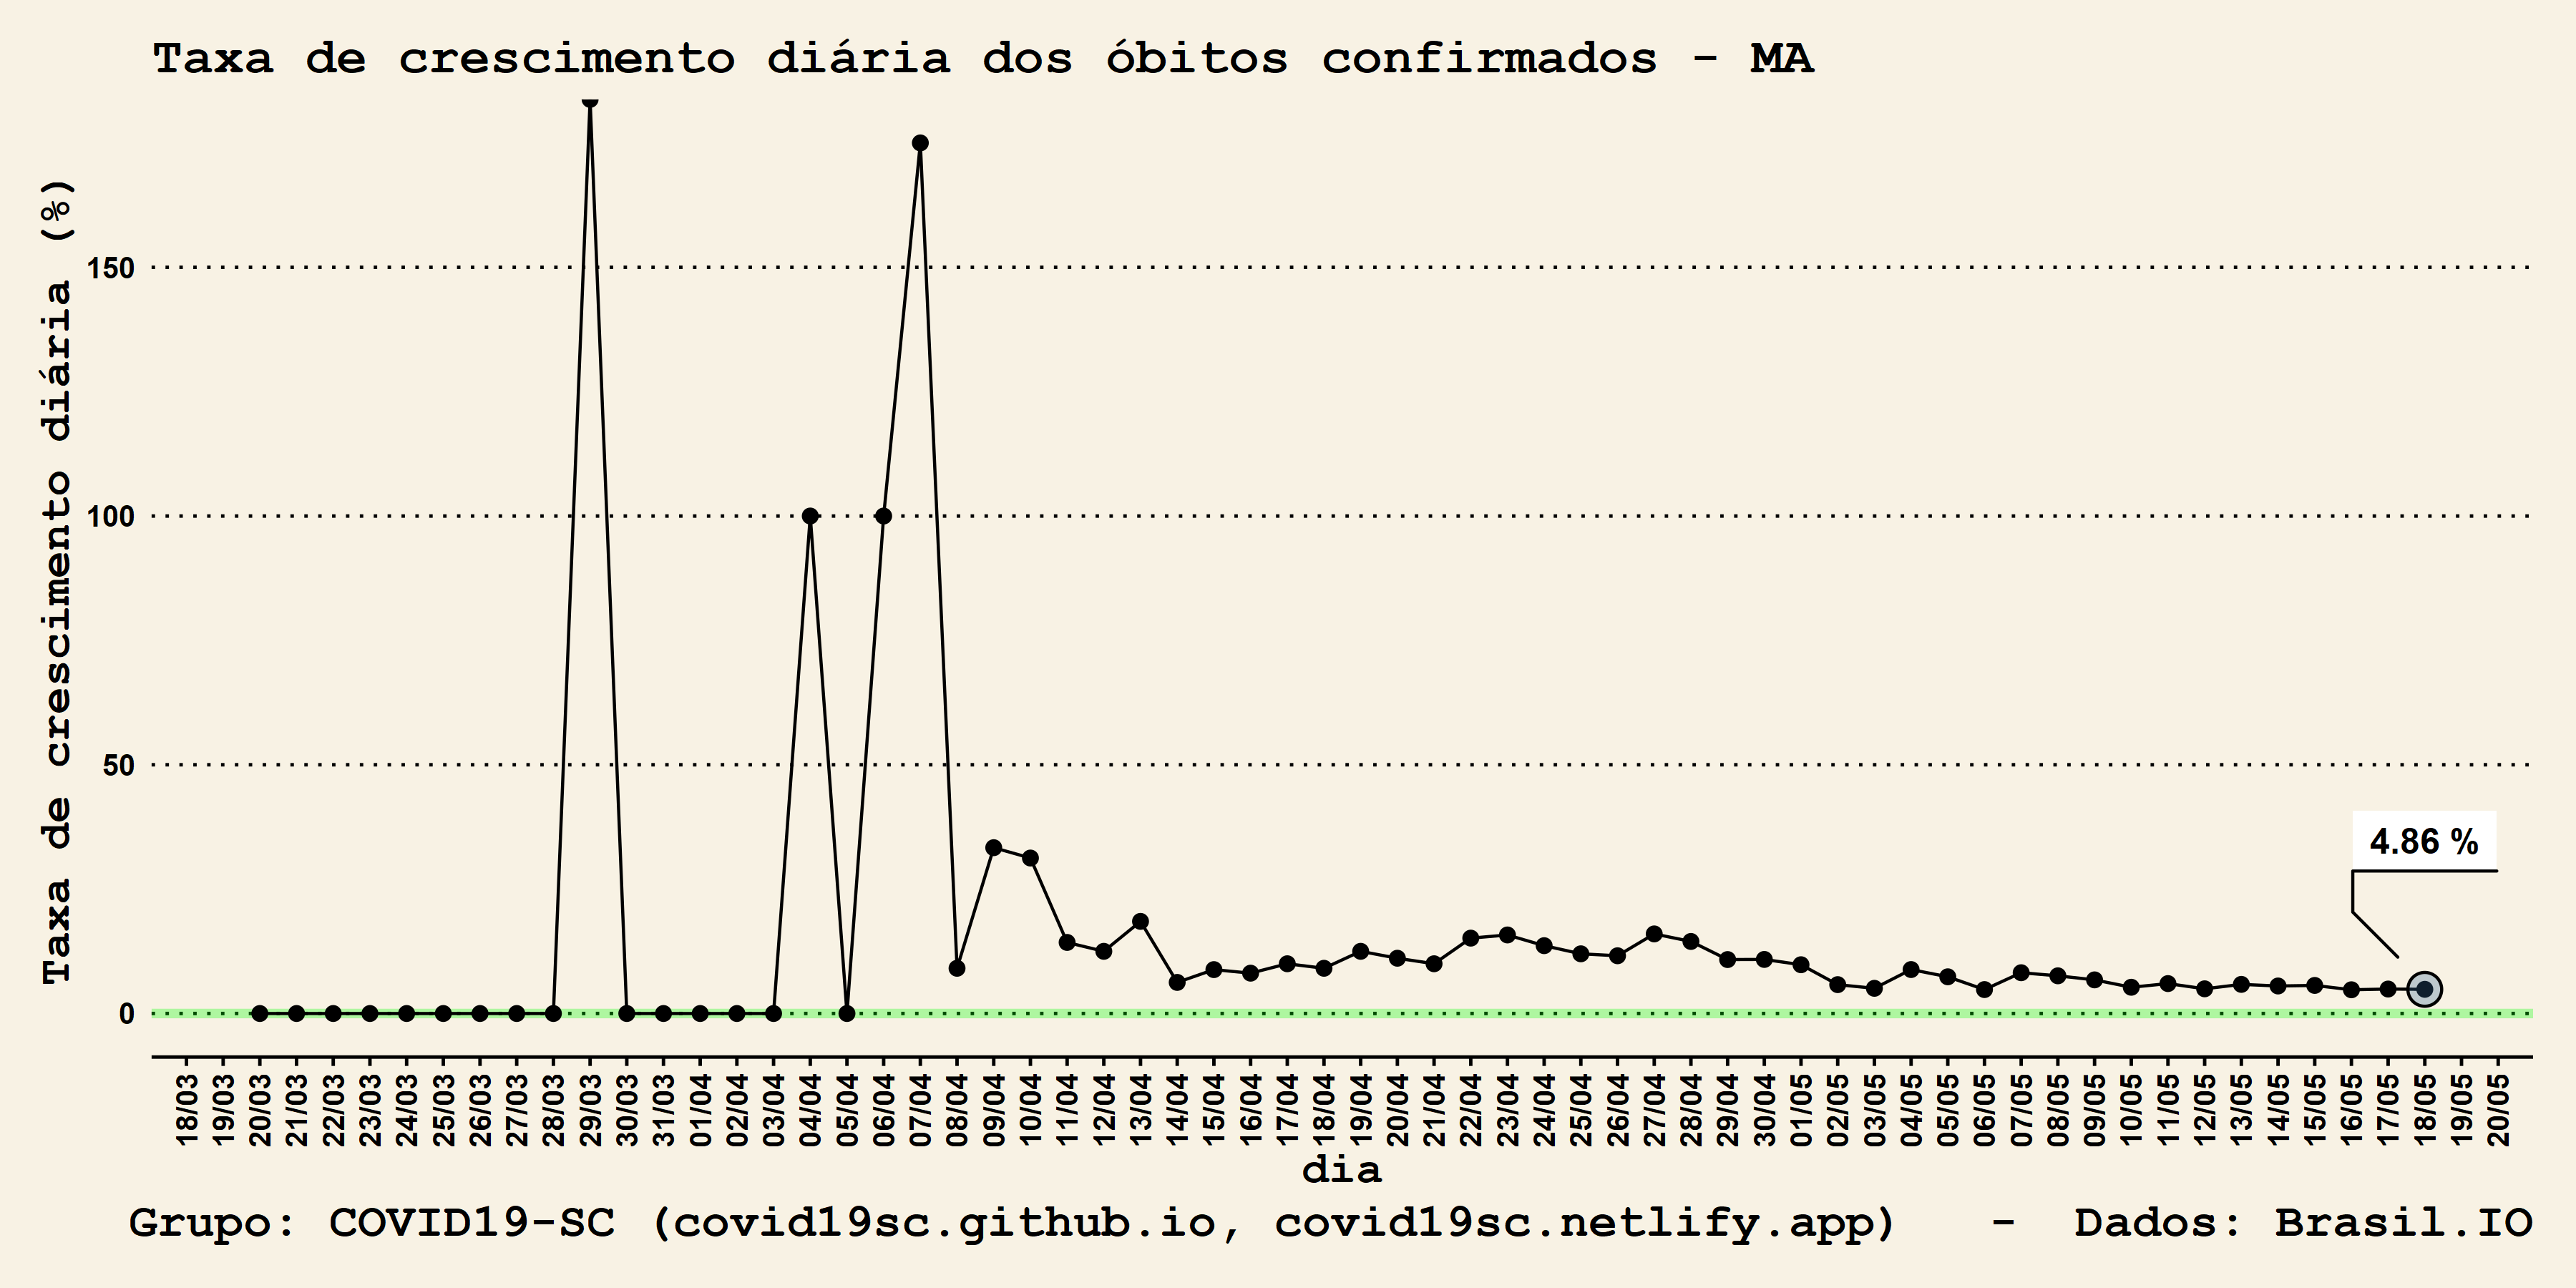 Taxa de crescimento diária dos óbitos confirmados - MA
Taxa de crescimento diária (%)
150
100
50
0
4.86 %
18/03 19/03 20/03 21/03 22/03 23/03 24/03 25/03 26/03 27/03 28/03 29/03 30/03 31/03 01/04 02/04 03/04 04/04 05/04 06/04 07/04 08/04 09/04 10/04 11/04 12/04 13/04 14/04 15/04 16/04 17/04 18/04 19/04 20/04 21/04 22/04 23/04 24/04 25/04 26/04 27/04 28/04 29/04 30/04 01/05 02/05 03/05 04/05 05/05 06/05 07/05 08/05 09/05 10/05 11/05 12/05 13/05 14/05 15/05 16/05 17/05 18/05 19/05 20/05
dia
Grupo: COVID19-SC (covid19sc.github.io, covid19sc.netlify.app) - Dados: Brasil.IO